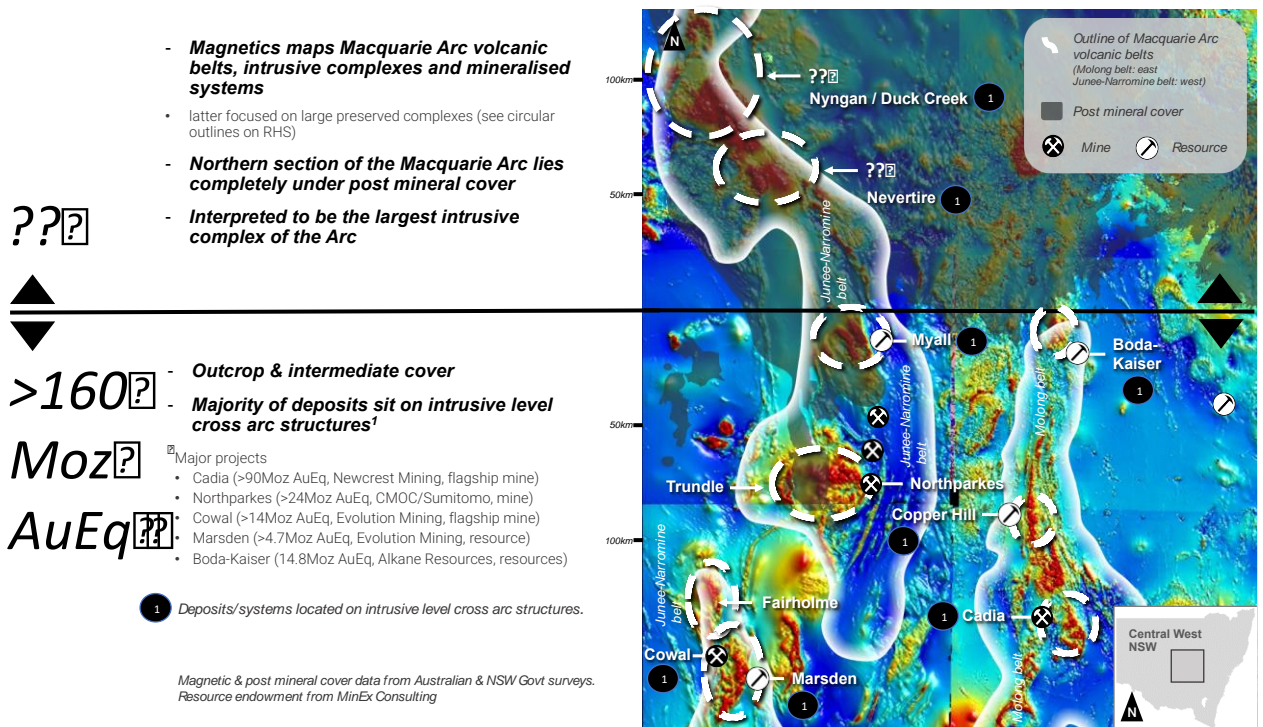 - Magnetics maps Macquarie Arc volcanic
belts, intrusive complexes and mineralised
systems
• latter focused on large preserved complexes (see circular
outlines on RHS)
- Northern section of the Macquarie Arc lies
completely under post mineral cover
- Interpreted to be the largest intrusive
complex of the Arc
??
>160
Moz
AuEq
- Outcrop & intermediate cover
- Majority of deposits sit on intrusive level
cross arc structures1
Major projects
• Cadia (>90Moz AuEq, Newcrest Mining, flagship mine)
• Northparkes (>24Moz AuEq, CMOC/Sumitomo, mine)
• Cowal (>14Moz AuEq, Evolution Mining, flagship mine)
• Marsden (>4.7Moz AuEq, Evolution Mining, resource)
• Boda-Kaiser (14.8Moz AuEq, Alkane Resources, resources)
1 Deposits/systems located on intrusive level cross arc structures.
Magnetic & post mineral cover data from Australian & NSW Govt surveys.
Resource endowment from MinEx Consulting
N
100km
50km
50km
100km
??
Nyngan / Duck Creek 1
??
Nevertire 1
Junee-Narromine
belt
Outline of Macquarie Arc
volcanic belts
(Molong belt: east
Junee-Narromine belt: west)
Post mineral cover
Mine
Resource
Myall 1
Boda-
Kaiser
1
Molong belt
Junee-Narromine
belt
Trundle
Northparkes
Copper Hill
1
Junee-Narromine
belt
Fairholme
1 Cadia
Cowal
1
Marsden
1
Molong belt
Central West
NSW
N